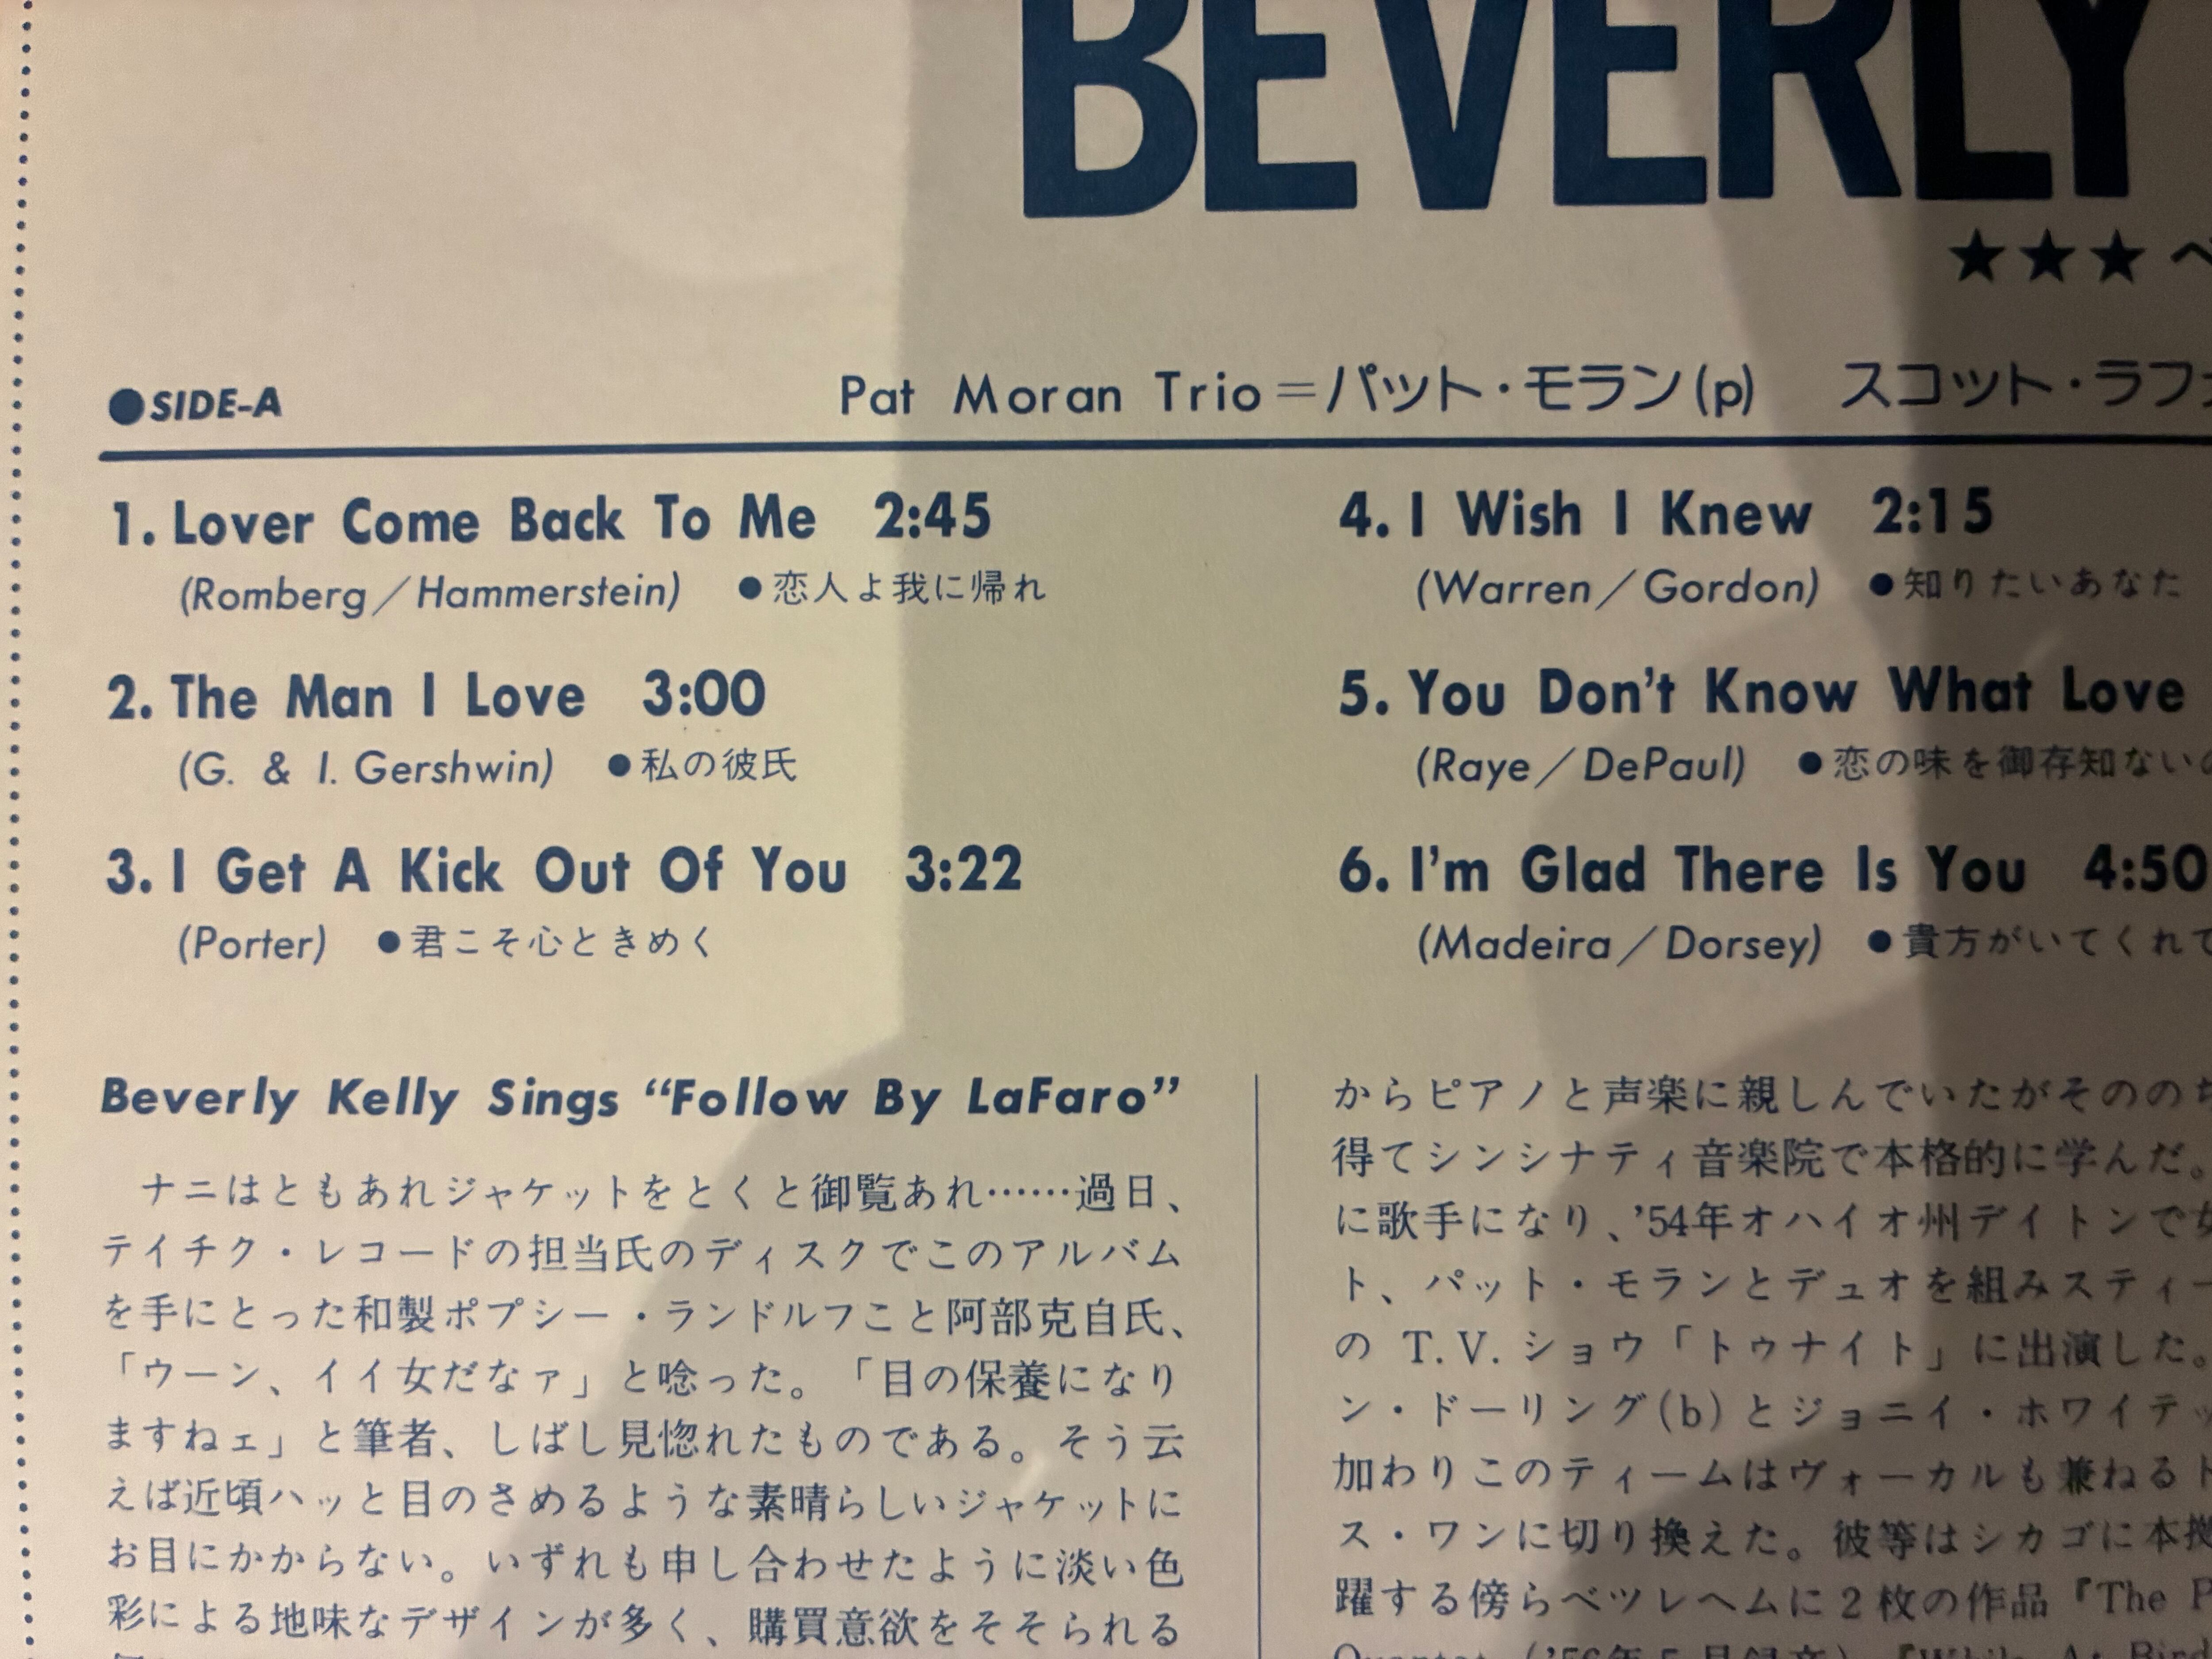 BEVERLY
★★★
●SIDE-A
Pat Moran Trio＝パット・モラン(p) スコット・ラフ
1. Lover Come Back To Me 2:45
(Romberg／Hammerstein) ●恋人よ我に帰れ
2. The Man I Love 3:00
(G. & I. Gershwin) ●私の彼氏
3. I Get A Kick Out Of You 3:22
(Porter) ●君こそ心ときめく
4. I Wish I Knew 2:15
(Warren／Gordon) ●知りたいあなた
5. You Don't Know What Love
(Raye／DePaul) ●恋の味を御存知ない
6. I'm Glad There Is You 4:50
(Madeira／Dorsey) ●貴方がいてくれて
Beverly Kelly Sings “Follow By LaFaro”
ナニはともあれジャケットをとくと御覧あれ……過日、
テイチク・レコードの担当氏のディスクでこのアルバム
を手にとった和製ポプシー・ランドルフこと阿部克自氏、
「ウーン、イイ女だなァ」と唸った。「目の保養になり
ますねェ」と筆者、しばし見惚れたものである。そう云
えば近頃ハッと目のさめるような素晴らしいジャケットに
お目にかからない。いずれも申し合わせたように淡い色
彩による地味なデザインが多く、購買意欲をそそられる
からピアノと声楽に親しんでいたがそのの
得てシンシナティ音楽院で本格的に学んだ。
に歌手になり、'54年オハイオ州デイトンで
ト、パット・モランとデュオを組みスティー
の T.V. ショウ「トゥナイト」に出演した。
ン・ドーリング(b)とジョニイ・ホワイテ
加わりこのティームはヴォーカルも兼ねる
ス・ワンに切り換えた。彼等はシカゴに本拠
躍する傍らベツレヘムに2枚の作品『The P